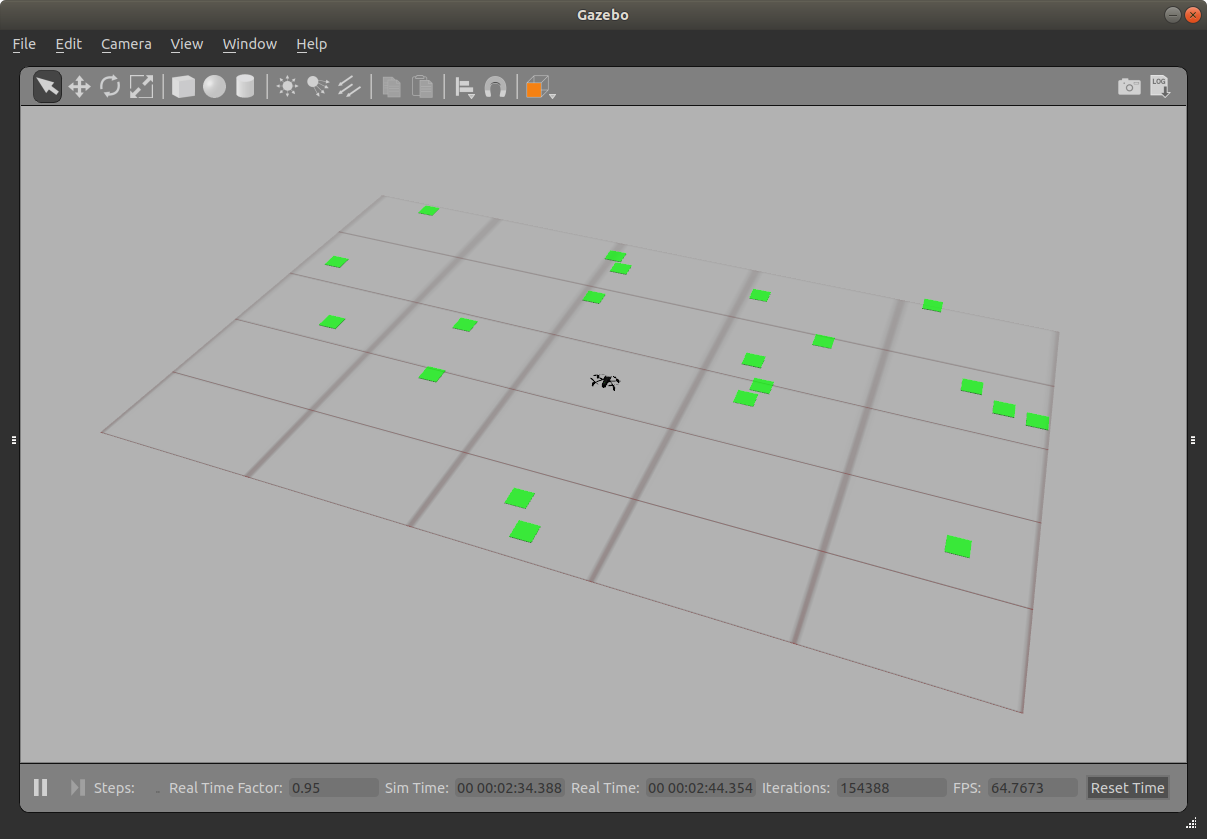 Gazebo
File Edit Camera View Window Help
LOG
Steps: Real Time Factor: 0.95 Sim Time: 00 00:02:34.388 Real Time: 00 00:02:44.354 Iterations: 154388 FPS: 64.7673 Reset Time